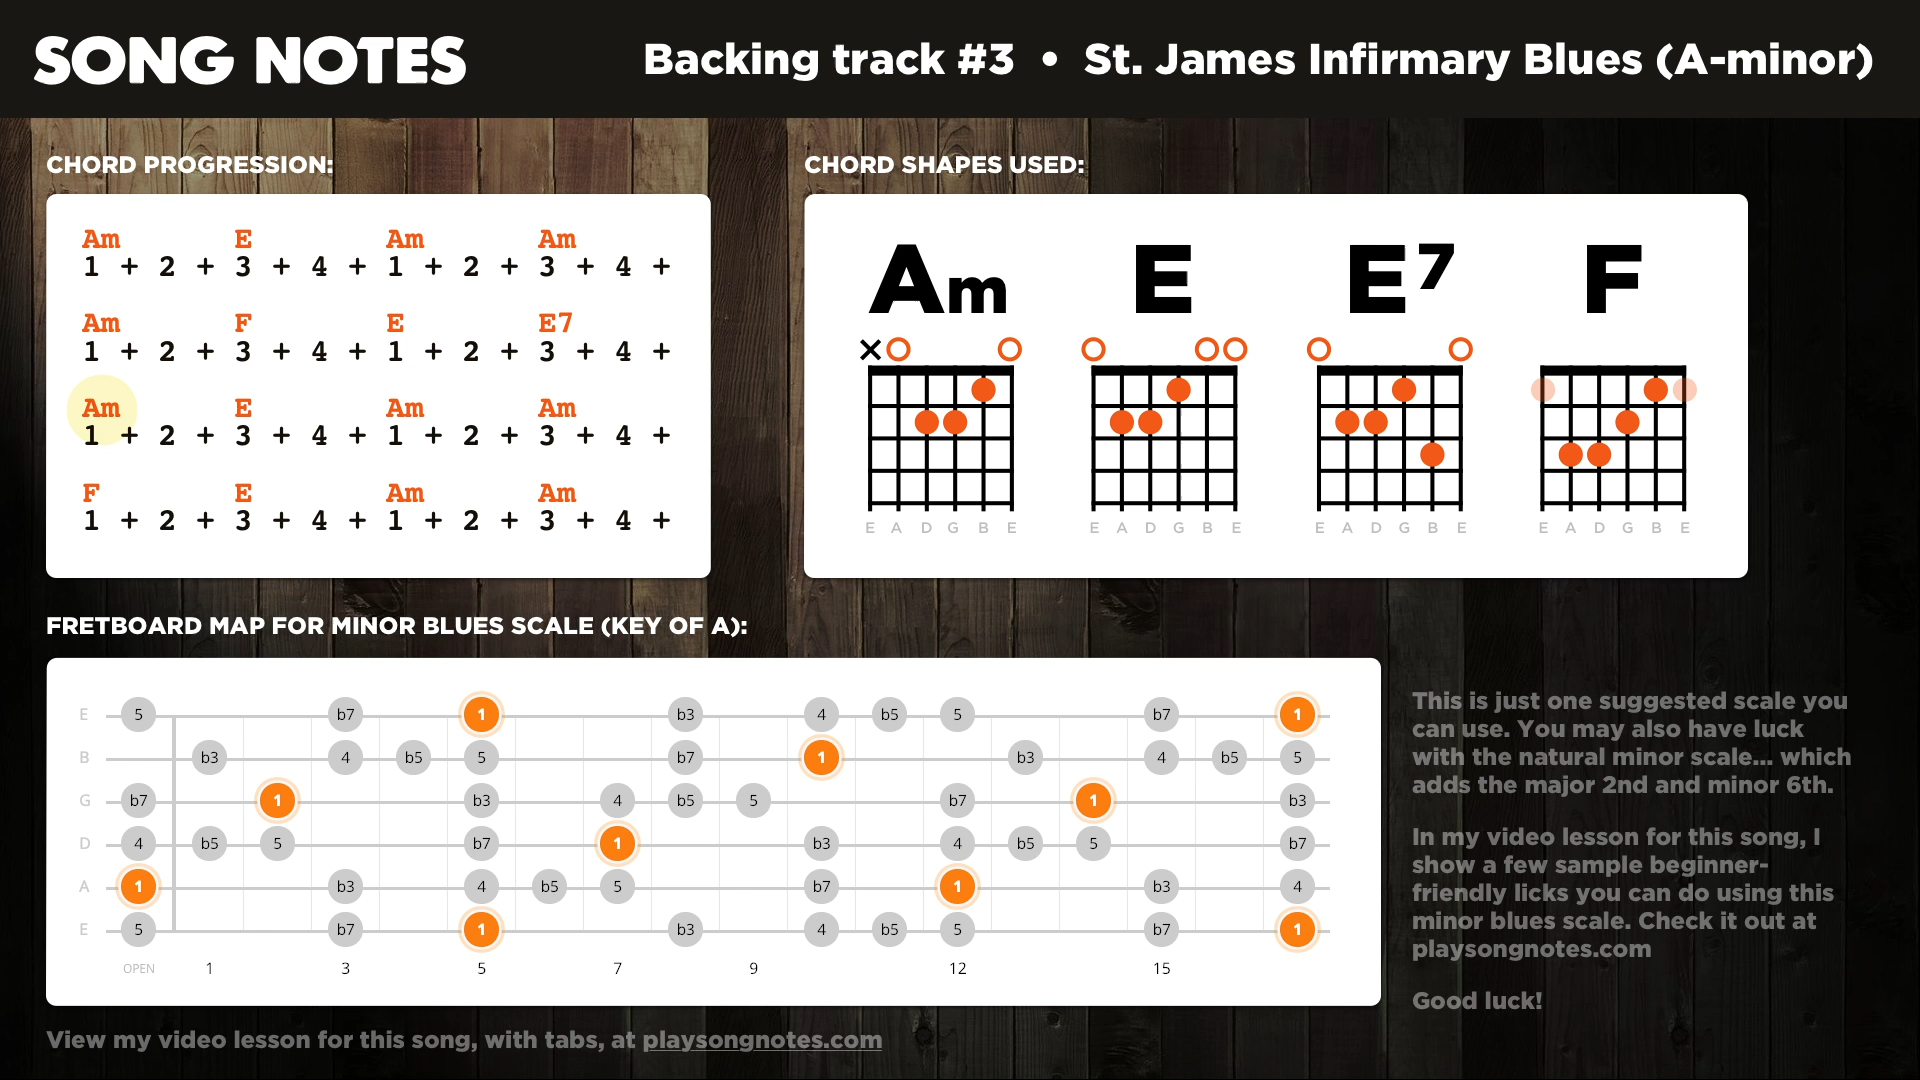 SONG NOTES
Backing track #3 • St. James Infirmary Blues (A-minor)
CHORD PROGRESSION:
Am E Am Am
1 + 2 + 3 + 4 + 1 + 2 + 3 + 4 +
Am F E E7
1 + 2 + 3 + 4 + 1 + 2 + 3 + 4 +
Am E Am Am
1 + 2 + 3 + 4 + 1 + 2 + 3 + 4 +
F E Am Am
1 + 2 + 3 + 4 + 1 + 2 + 3 + 4 +
CHORD SHAPES USED:
Am E E7 F
E A D G B E E A D G B E E A D G B E E A D G B E
FRETBOARD MAP FOR MINOR BLUES SCALE (KEY OF A):
E 5 b7 1 b3 4 b5 5 b7 1
B b3 4 b5 5 b7 1 b3 4 b5 5
G b7 1 b3 4 b5 5 b7 1 b3
D 4 b5 5 b7 1 b3 4 b5 5 b7
A 1 b3 4 b5 5 b7 1 b3 4
E 5 b7 1 b3 4 b5 5 b7 1
OPEN 1 3 5 7 9 12 15
This is just one suggested scale you
can use. You may also have luck
with the natural minor scale... which
adds the major 2nd and minor 6th.
In my video lesson for this song, I
show a few sample beginner-
friendly licks you can do using this
minor blues scale. Check it out at
playsongnotes.com
Good luck!
View my video lesson for this song, with tabs, at playsongnotes.com